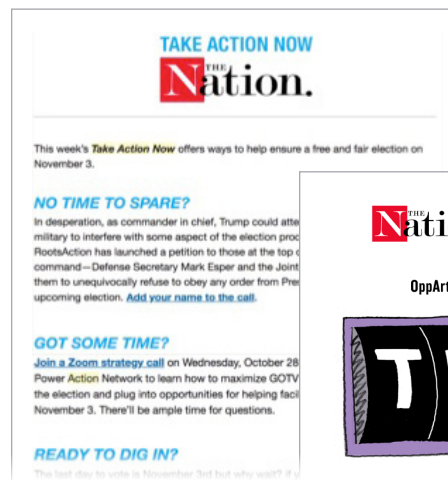 TAKE ACTION NOW
THE
Nation.
This week's Take Action Now offers ways to help ensure a free and fair election on
November 3.
NO TIME TO SPARE?
In desperation, as commander in chief, Trump could atte
military to interfere with some aspect of the election proc
RootsAction has launched a petition to those at the top
command—Defense Secretary Mark Esper and the Joint
them to unequivocally refuse to obey any order from Pre
upcoming election. Add your name to the call.
GOT SOME TIME?
Join a Zoom strategy call on Wednesday, October 28
Power Action Network to learn how to maximize GOTV
the election and plug into opportunities for helping facil
November 3. There'll be ample time for questions.
READY TO DIG IN?
The last day to vote is November 3rd but why wait? If y
THE
Nati
OppArt
T